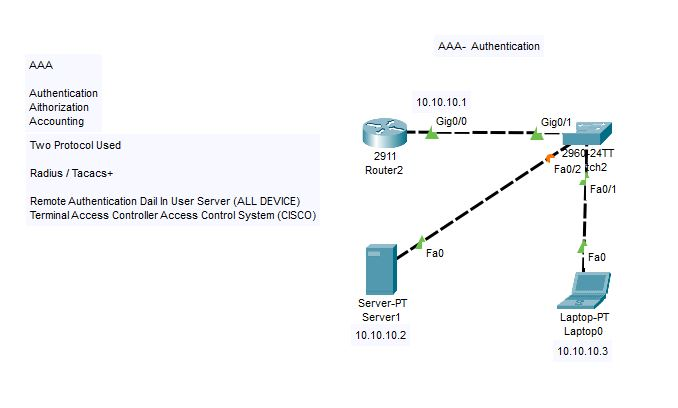 AAA- Authentication
AAA
Authentication
Aithorization
Accounting
Two Protocol Used
Radius / Tacacs+
Remote Authentication Dail In User Server (ALL DEVICE)
Terminal Access Controller Access Control System (CISCO)
10.10.10.1
Gig0/0
Gig0/1
2911
Router2
2960-24TT
tch2
Fa0/2
Fa0/1
Fa0
Fa0
Server-PT
Server1
10.10.10.2
Laptop-PT
Laptop0
10.10.10.3